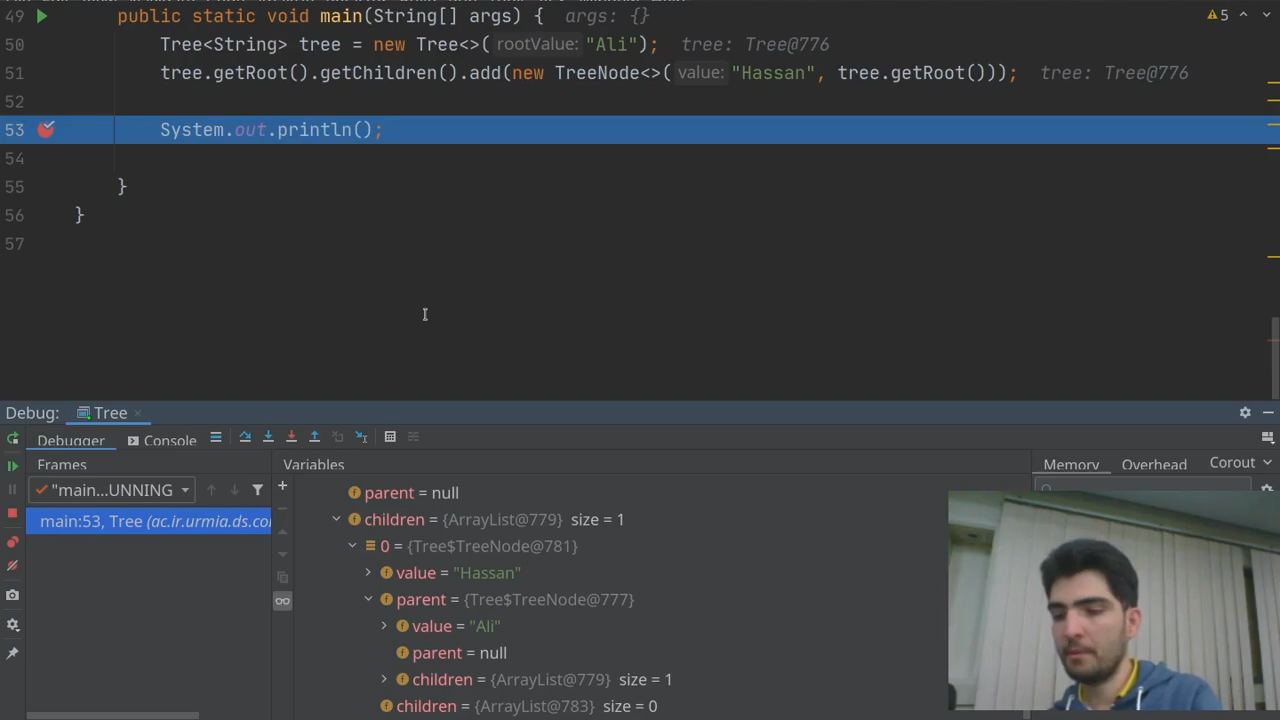 49 public static void main(String[] args) { args: {}
5
50 Tree<String> tree = new Tree<>( rootValue: "Ali"); tree: Tree@776
51 tree.getRoot().getChildren().add(new TreeNode<>( value: "Hassan", tree.getRoot())); tree: Tree@776
52
53 System.out.println();
54
55 }
56 }
57
Debug: Tree
Debugger Console
Frames
Variables
Memory Overhead Corout
"main...UNNING
main:53, Tree (ac.ir.urmia.ds.co
parent = null
children = {ArrayList@779} size = 1
0 = {Tree$TreeNode@781}
value = "Hassan"
parent = {Tree$TreeNode@777}
value = "Ali"
parent = null
children = {ArrayList@779} size = 1
children = {ArrayList@783} size = 0